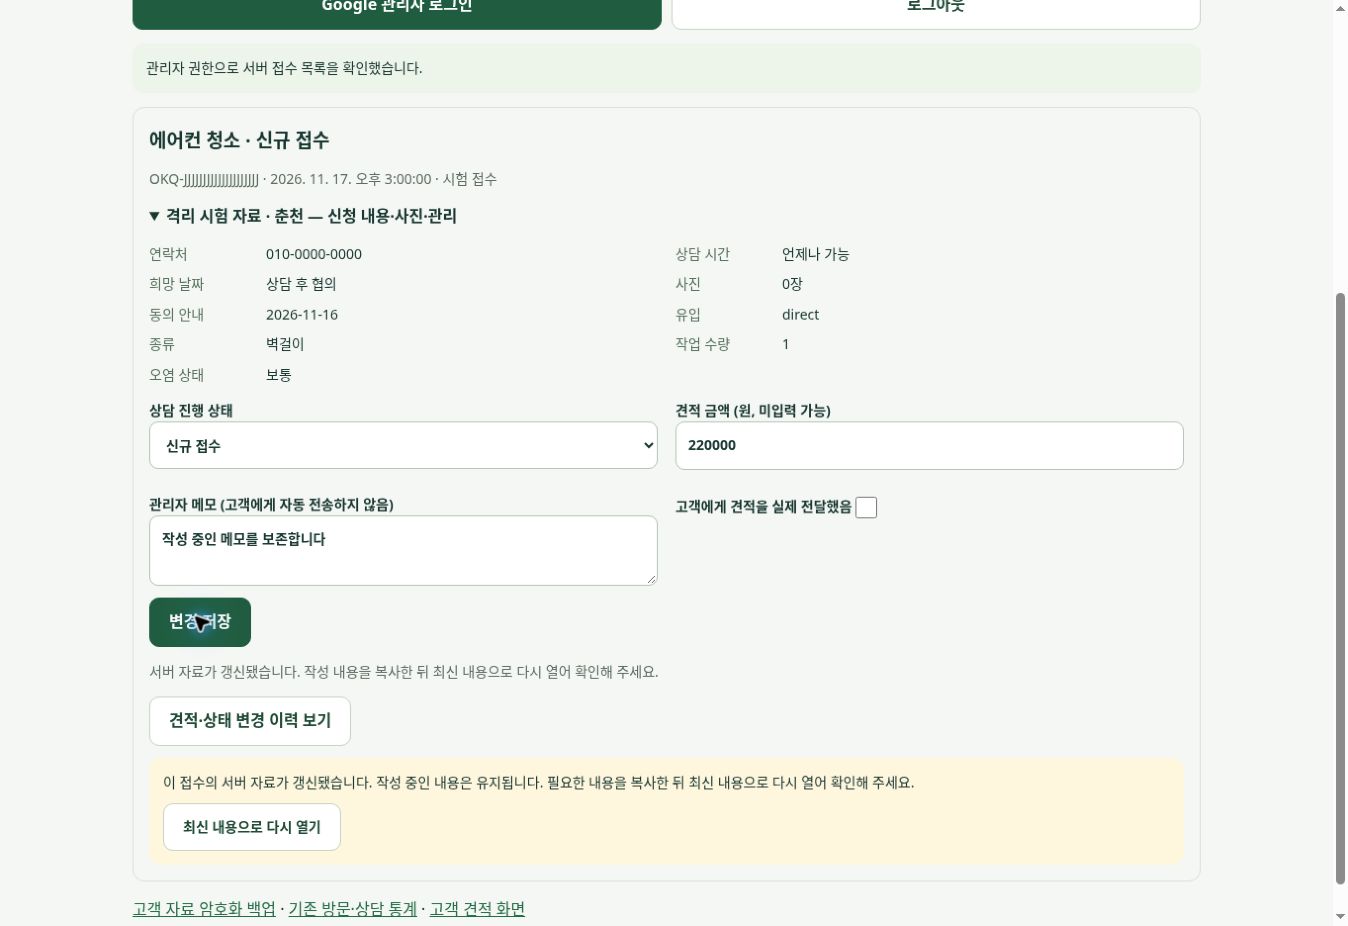 Google 관리자 로그인
로그아웃
관리자 권한으로 서버 접수 목록을 확인했습니다.
에어컨 청소 · 신규 접수
OKQ-JJJJJJJJJJJJJJJJJJJJ · 2026. 11. 17. 오후 3:00:00 · 시험 접수
▼ 격리 시험 자료 · 춘천 — 신청 내용·사진·관리
연락처 010-0000-0000 상담 시간 언제나 가능
희망 날짜 상담 후 협의 사진 0장
동의 안내 2026-11-16 유입 direct
종류 벽걸이 작업 수량 1
오염 상태 보통
상담 진행 상태
신규 접수
견적 금액 (원, 미입력 가능)
220000
관리자 메모 (고객에게 자동 전송하지 않음)
작성 중인 메모를 보존합니다
고객에게 견적을 실제 전달했음
변경 저장
서버 자료가 갱신됐습니다. 작성 내용을 복사한 뒤 최신 내용으로 다시 열어 확인해 주세요.
견적·상태 변경 이력 보기
이 접수의 서버 자료가 갱신됐습니다. 작성 중인 내용은 유지됩니다. 필요한 내용을 복사한 뒤 최신 내용으로 다시 열어 확인해 주세요.
최신 내용으로 다시 열기
고객 자료 암호화 백업 · 기존 방문·상담 통계 · 고객 견적 화면